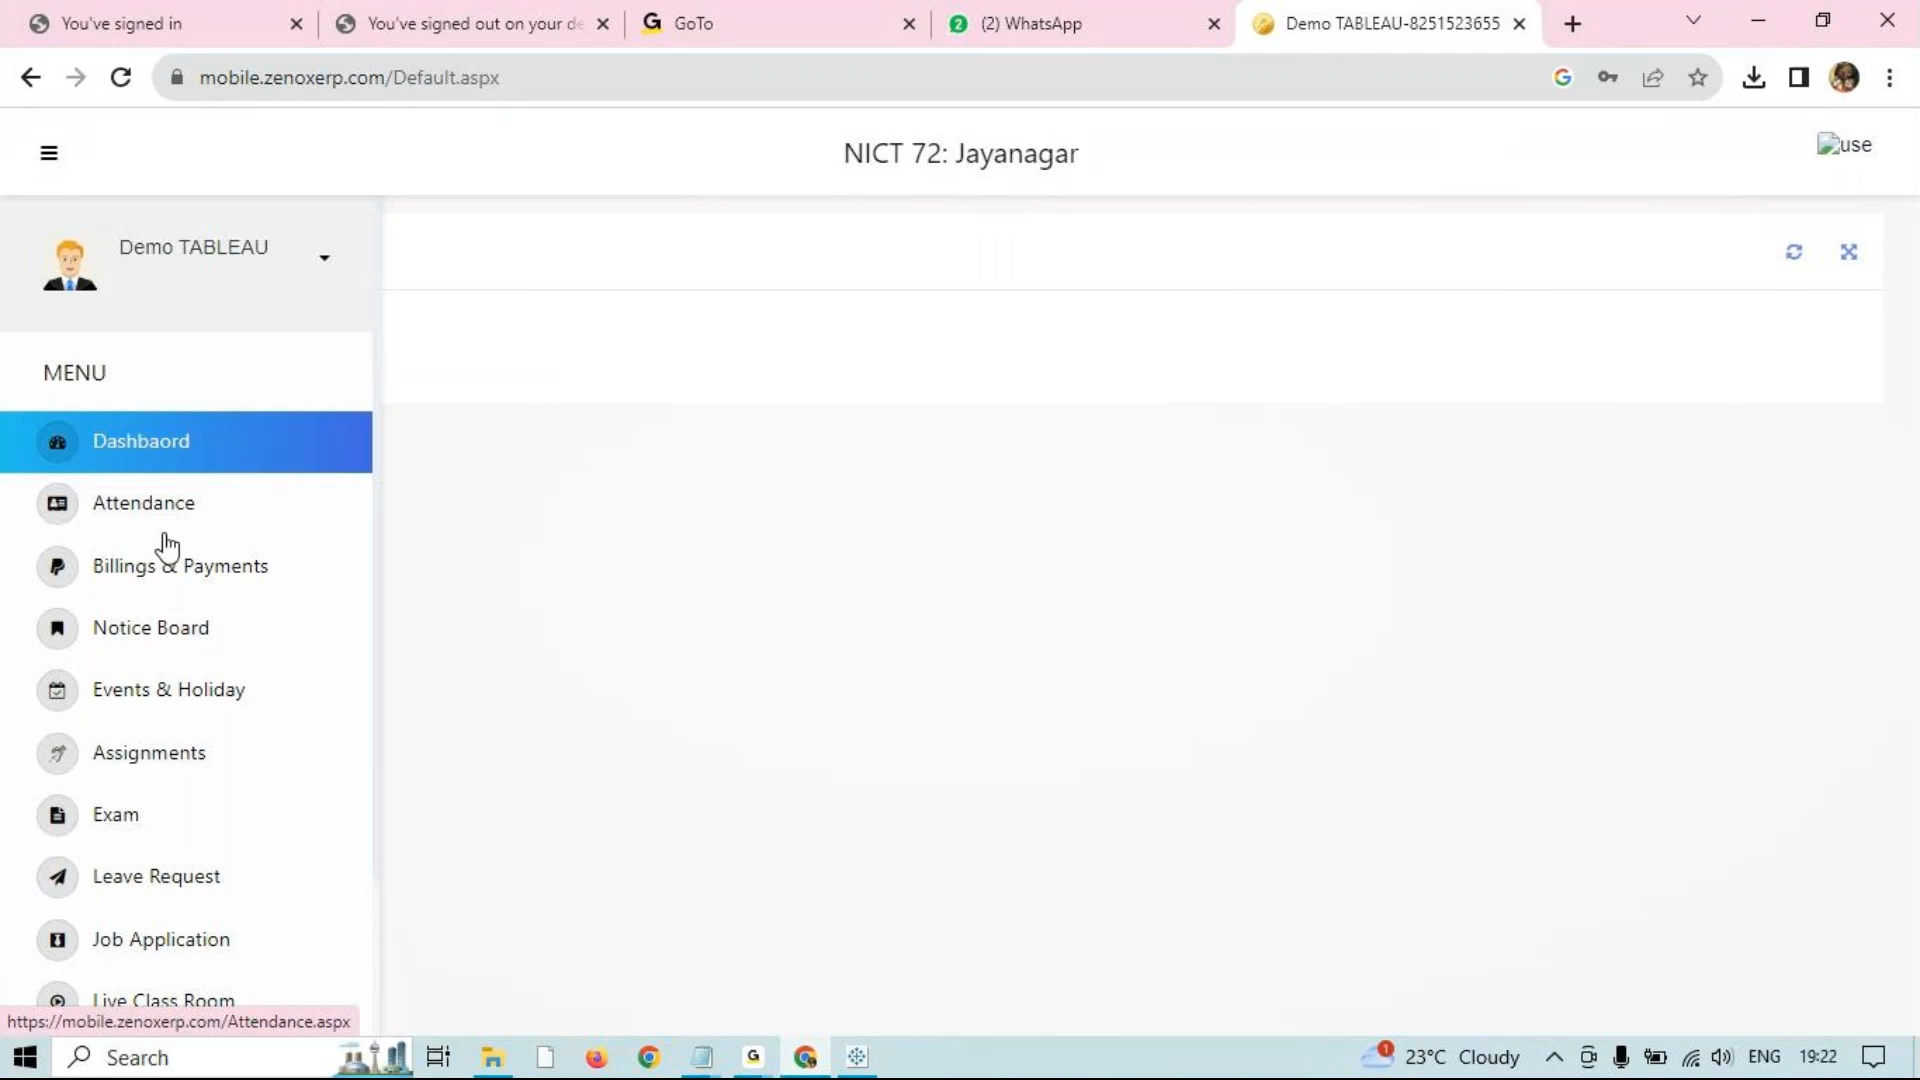 You've signed in
You've signed out on your de
GoTo
(2) WhatsApp
Demo TABLEAU-8251523655
mobile.zenoxerp.com/Default.aspx
NICT 72: Jayanagar
use
Demo TABLEAU
MENU
Dashbaord
Attendance
Billings & Payments
Notice Board
Events & Holiday
Assignments
Exam
Leave Request
Job Application
Live Class Room
https://mobile.zenoxerp.com/Attendance.aspx
Search
1
23°C Cloudy
ENG
19:22